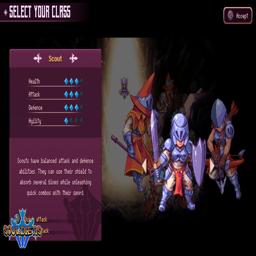 SELECT YOUR CLASS
Accept
Scout
Health
Attack
Defence
Agility
Scouts have balanced attack and defence
abilities. They can use their shield to
absorb several blows while unleashing
quick combos with their sword.
attack